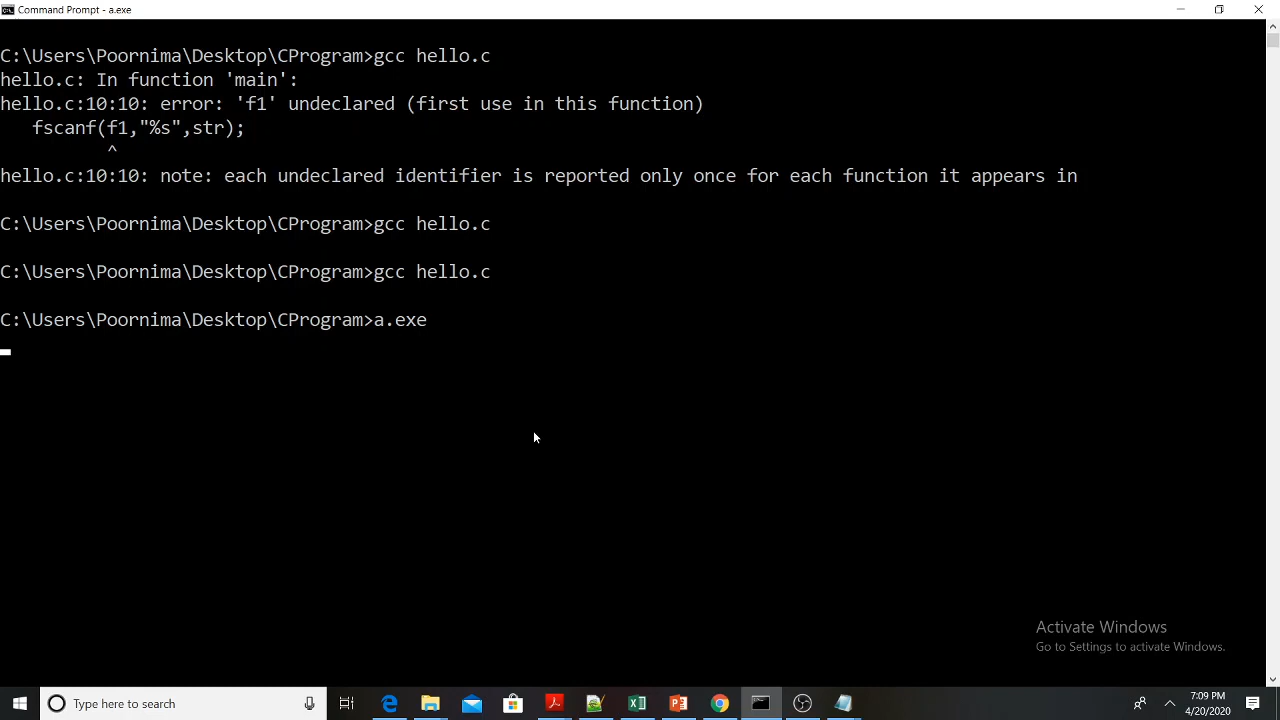 Command Prompt - a.exe
C:\Users\Poornima\Desktop\CProgram>gcc hello.c
hello.c: In function 'main':
hello.c:10:10: error: 'f1' undeclared (first use in this function)
fscanf(f1,"%s",str);
^
hello.c:10:10: note: each undeclared identifier is reported only once for each function it appears in
C:\Users\Poornima\Desktop\CProgram>gcc hello.c
C:\Users\Poornima\Desktop\CProgram>gcc hello.c
C:\Users\Poornima\Desktop\CProgram>a.exe
Activate Windows
Go to Settings to activate Windows.
Type here to search
7:09 PM
4/20/2020